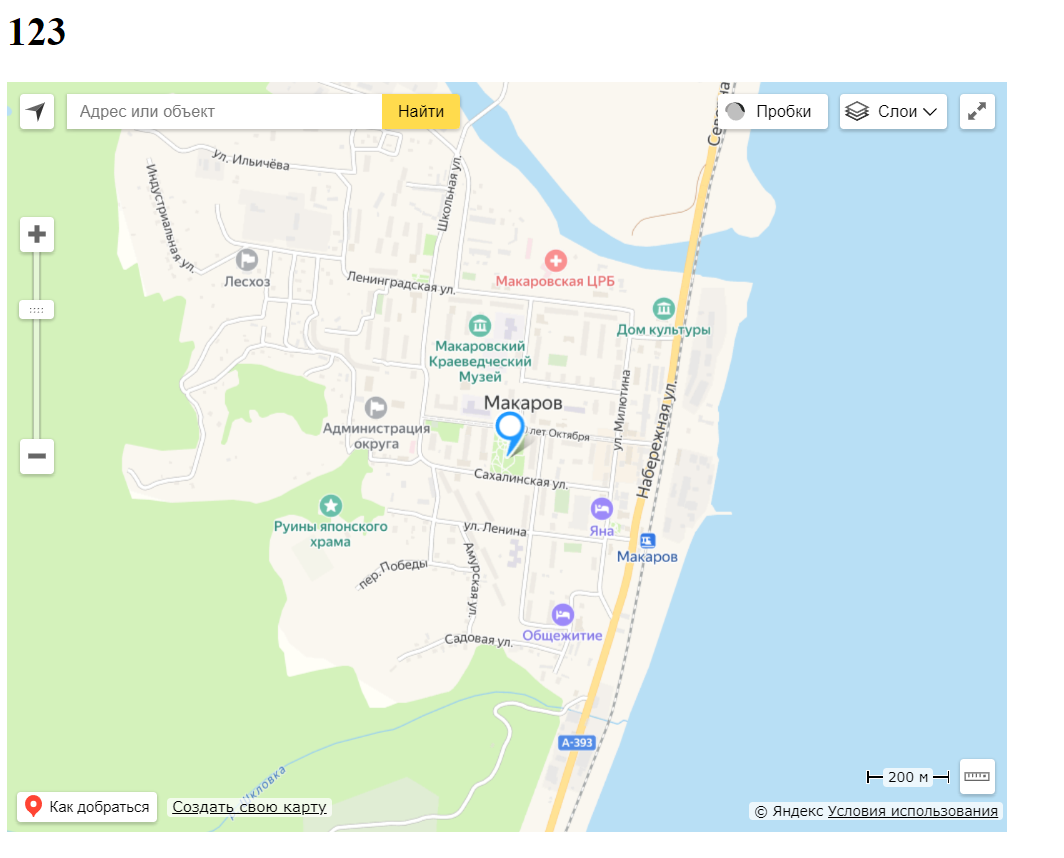 123
Адрес или объект
Найти
Пробки
Слои
Северна
ул. Ильичёва
Школьная ул.
Индустриальная ул.
Лесхоз
Ленинградская ул.
Макаровская ЦРБ
Дом культуры
Макаровский
Краеведческий
Музей
ул. Милютина
Набережная ул.
Макаров
Администрация
округа
лет Октября
Сахалинская ул.
Руины японского
храма
Яна
ул. Ленина
Макаров
Амурская ул.
пер. Победы
Общежитие
Садовая ул.
А-393
200 м
Как добраться
Создать свою карту
© Яндекс Условия использования